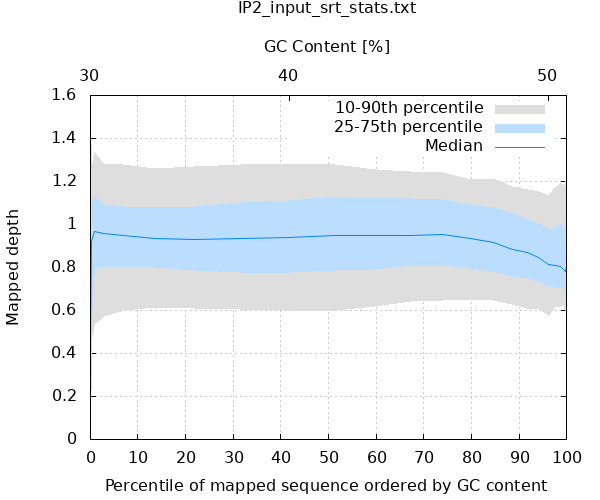 IP2_input_srt_stats.txt
GC Content [%]
30 40 50
1.6
10-90th percentile
25-75th percentile
Median
1.4
1.2
1
0.8
0.6
0.4
0.2
0
Mapped depth
0 10 20 30 40 50 60 70 80 90 100
Percentile of mapped sequence ordered by GC content